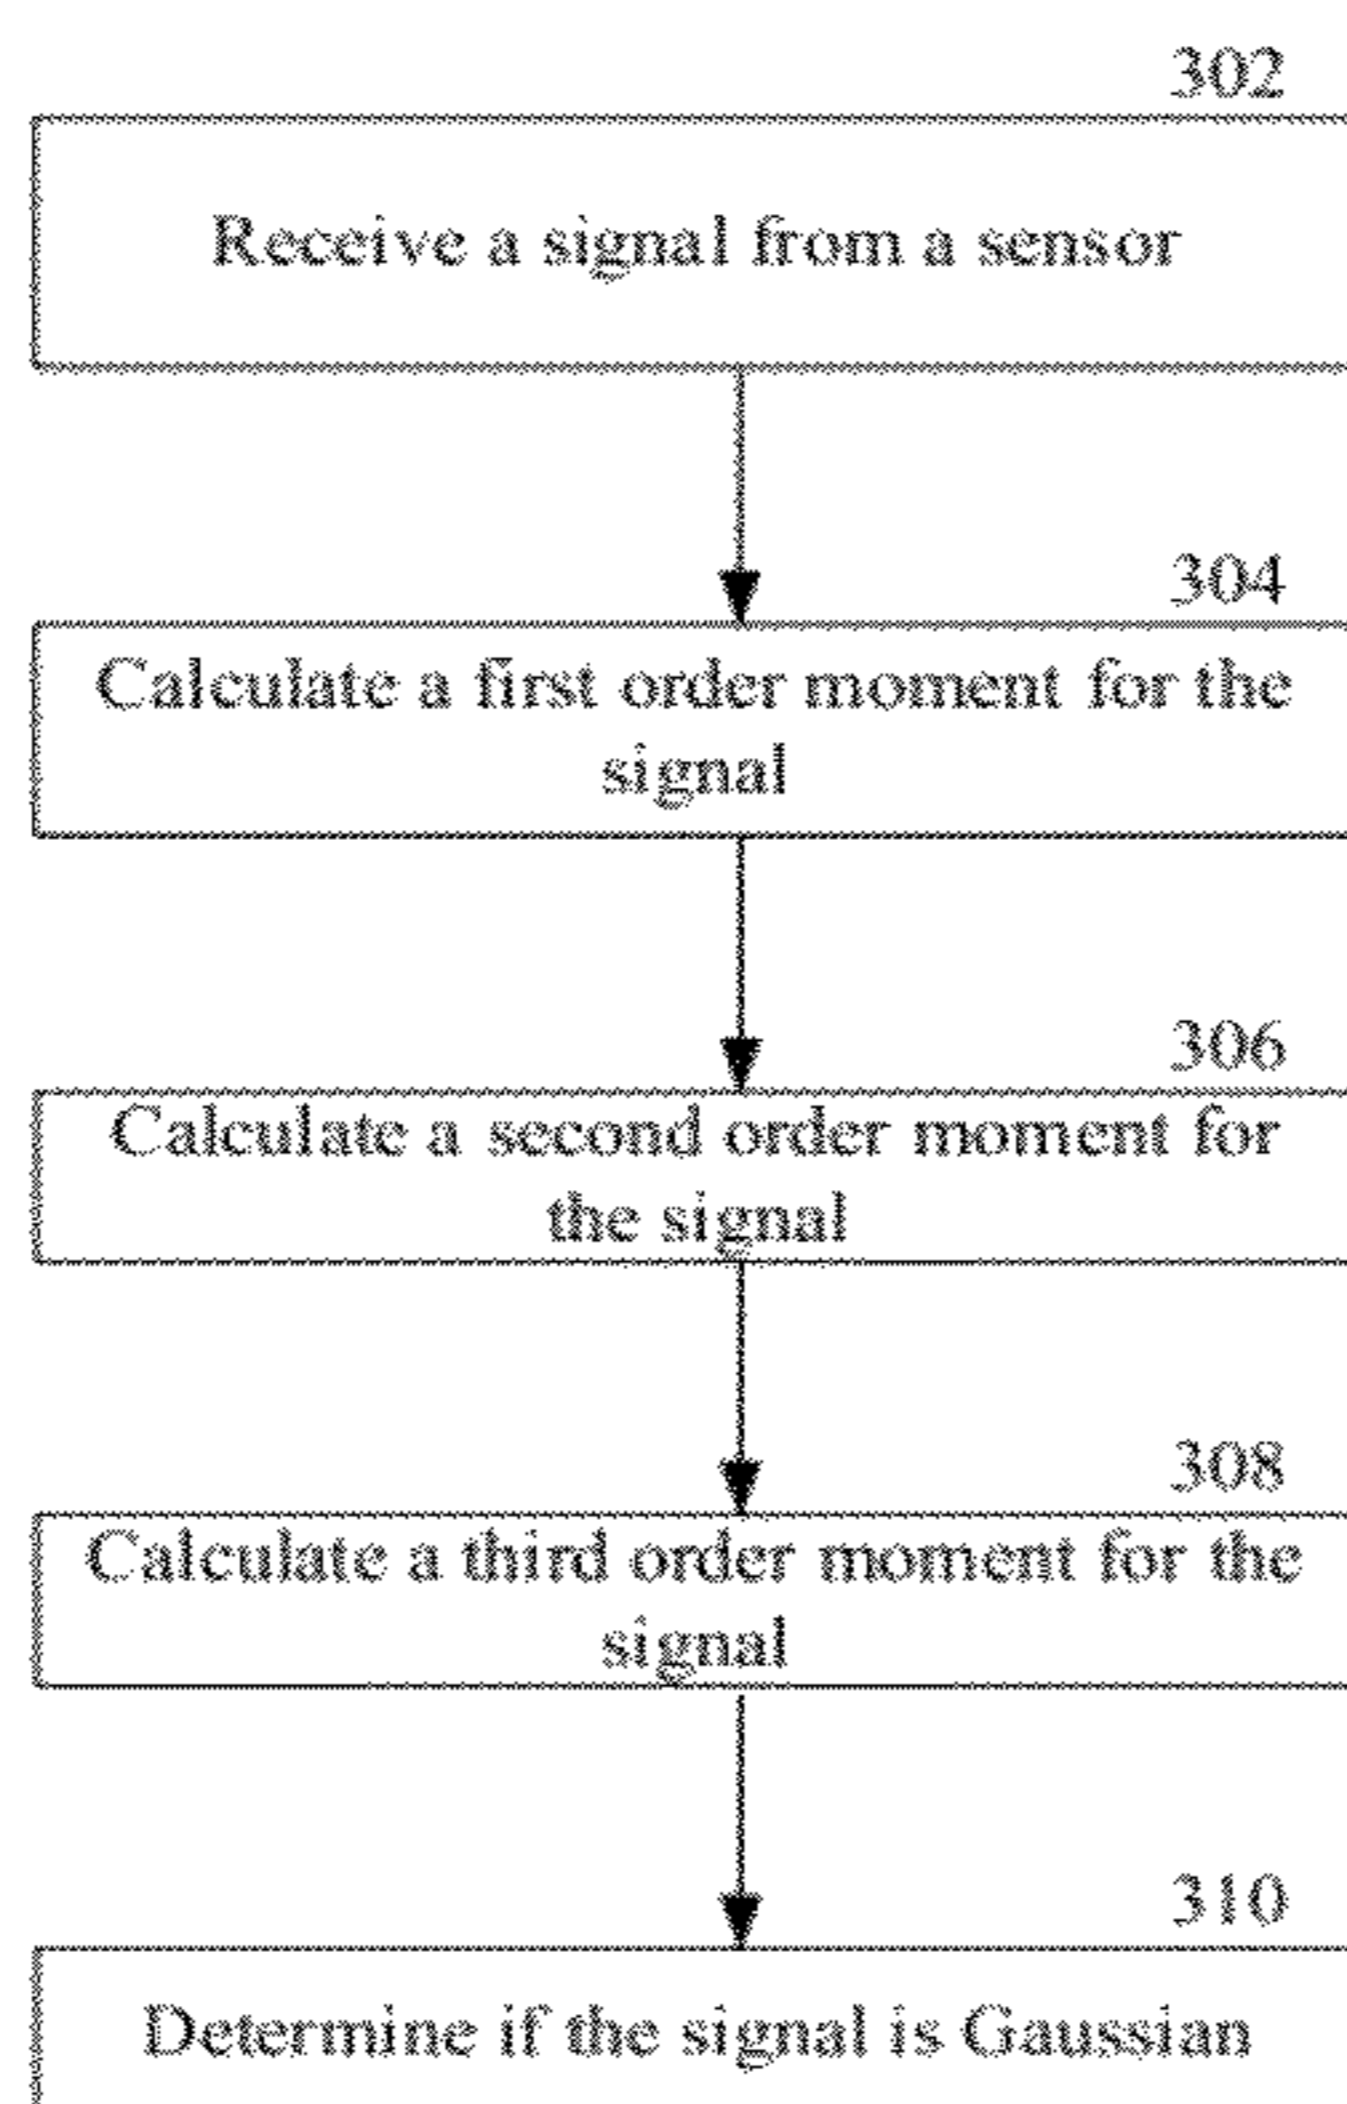 302
Receive a signal from a sensor
304
Calculate a first order moment for the
signal
306
Calculate a second order moment for
the signal
308
Calculate a third order moment for the
signal
310
Determine if the signal is Gaussian